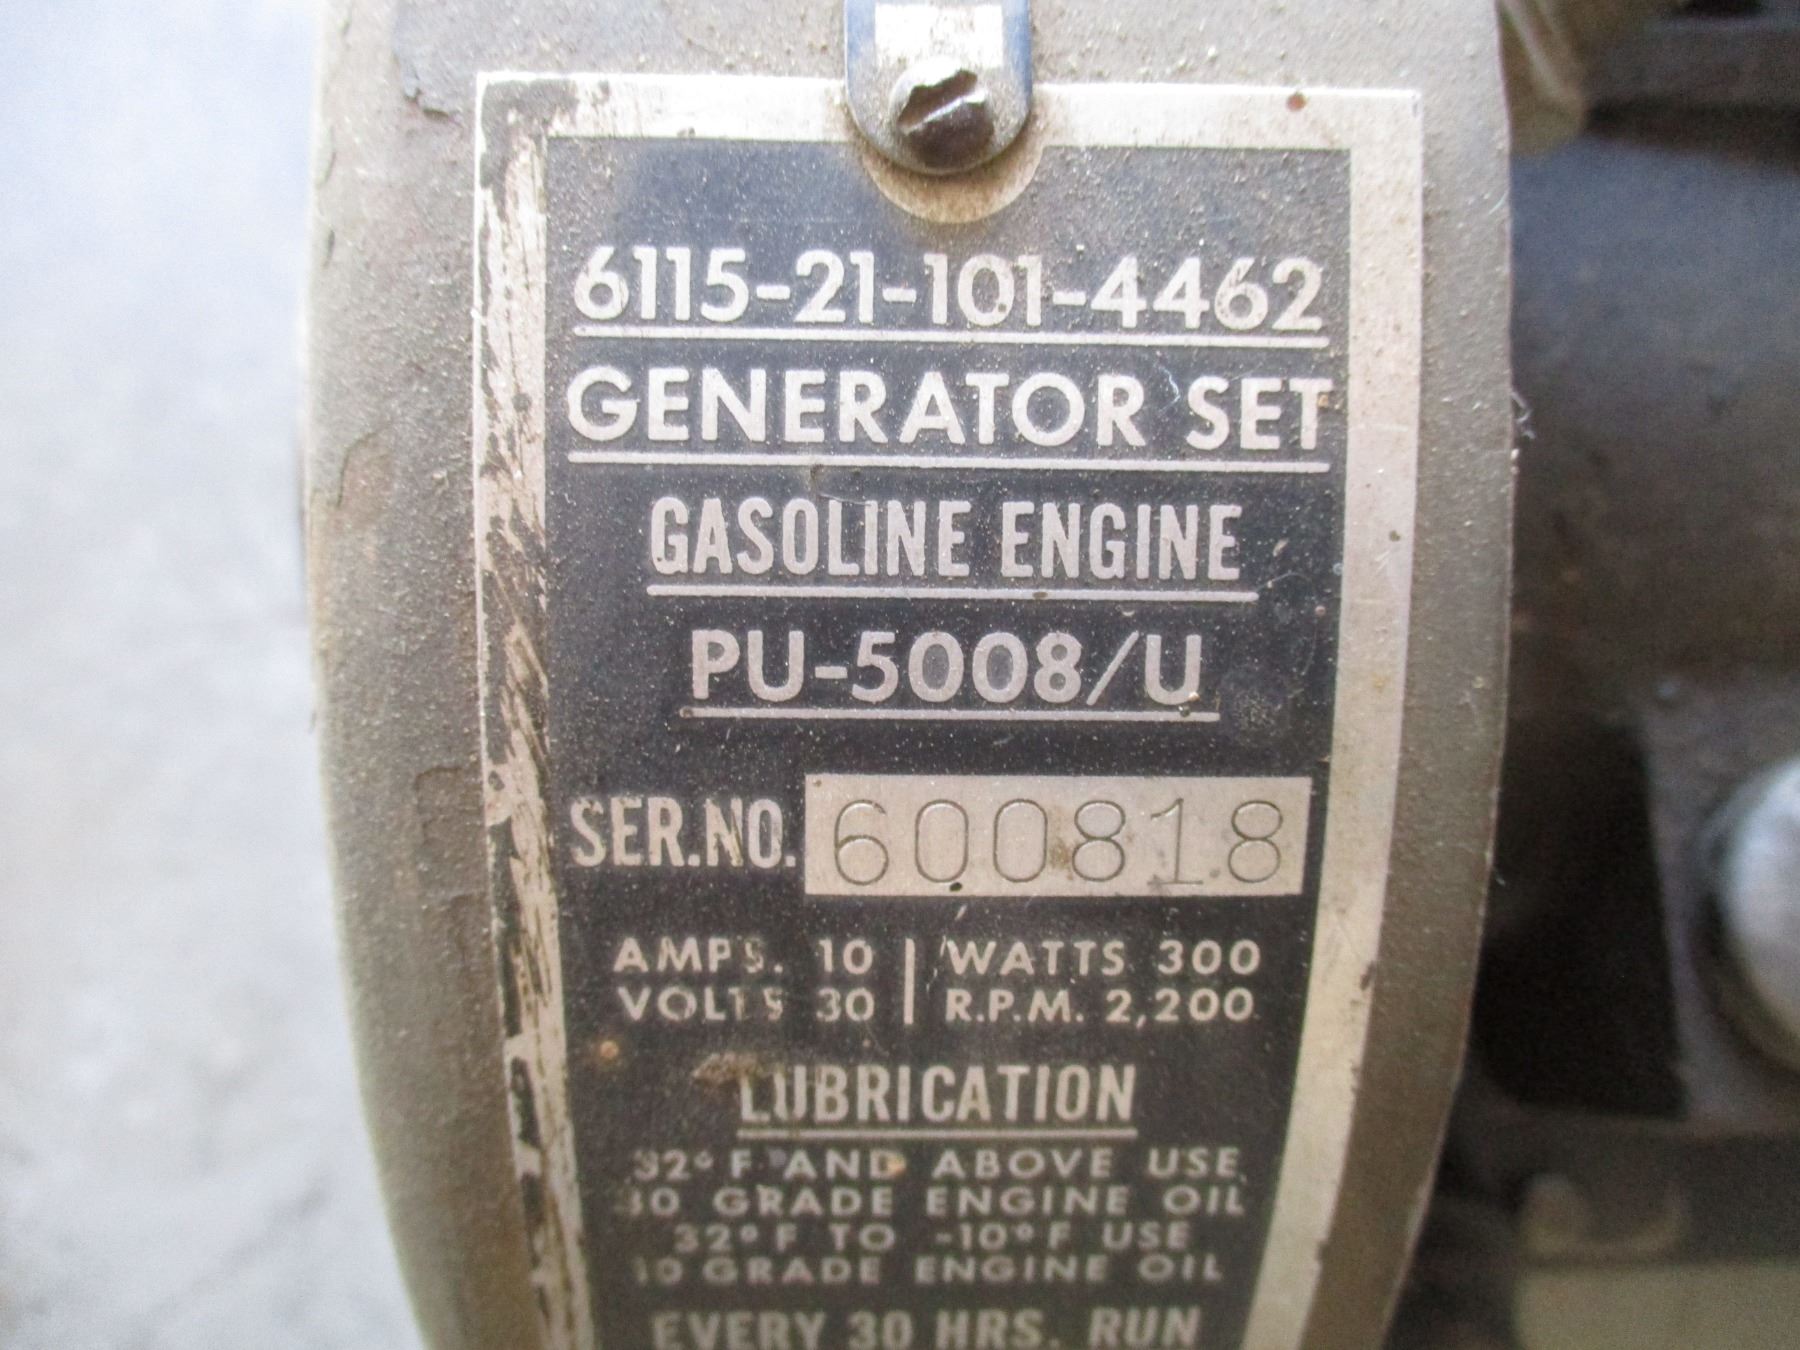 6115-21-101-4462
GENERATOR SET
GASOLINE ENGINE
PU-5008/U
SER.NO. 600818
AMPS. 10 | WATTS 300
VOLTS 30 | R.P.M. 2,200
LUBRICATION
32° F AND ABOVE USE
30 GRADE ENGINE OIL
32° F TO -10° F USE
10 GRADE ENGINE OIL
EVERY 30 HRS. RUN